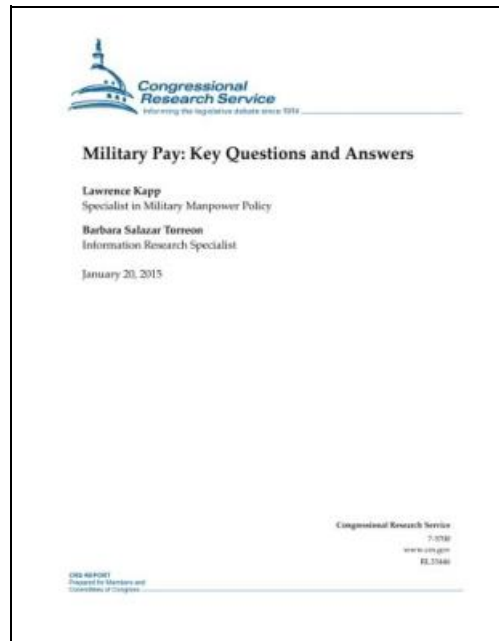 Congressional
Research Service
Informing the legislative debate since 1914
Military Pay: Key Questions and Answers
Lawrence Kapp
Specialist in Military Manpower Policy
Barbara Salazar Torreon
Information Research Specialist
January 20, 2015
Congressional Research Service
7-5700
www.crs.gov
RL33446
CRS REPORT
Prepared for Members and
Committees of Congress